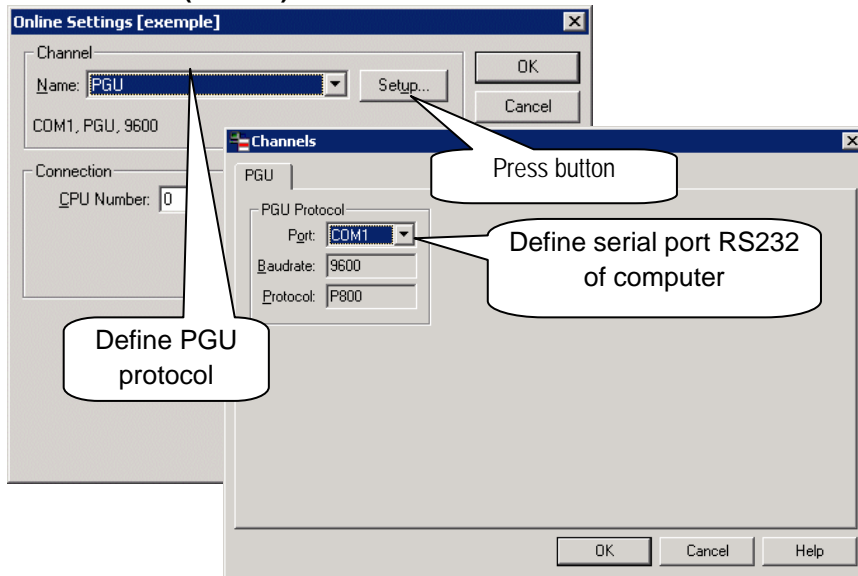 Online Settings [exemple]
Channel
Name: PGU
Setup...
OK
Cancel
COM1, PGU, 9600
Connection
CPU Number: 0
Channels
PGU
PGU Protocol
Port: COM1
Baudrate: 9600
Protocol: P800
Press button
Define serial port RS232
of computer
Define PGU
protocol
OK
Cancel
Help